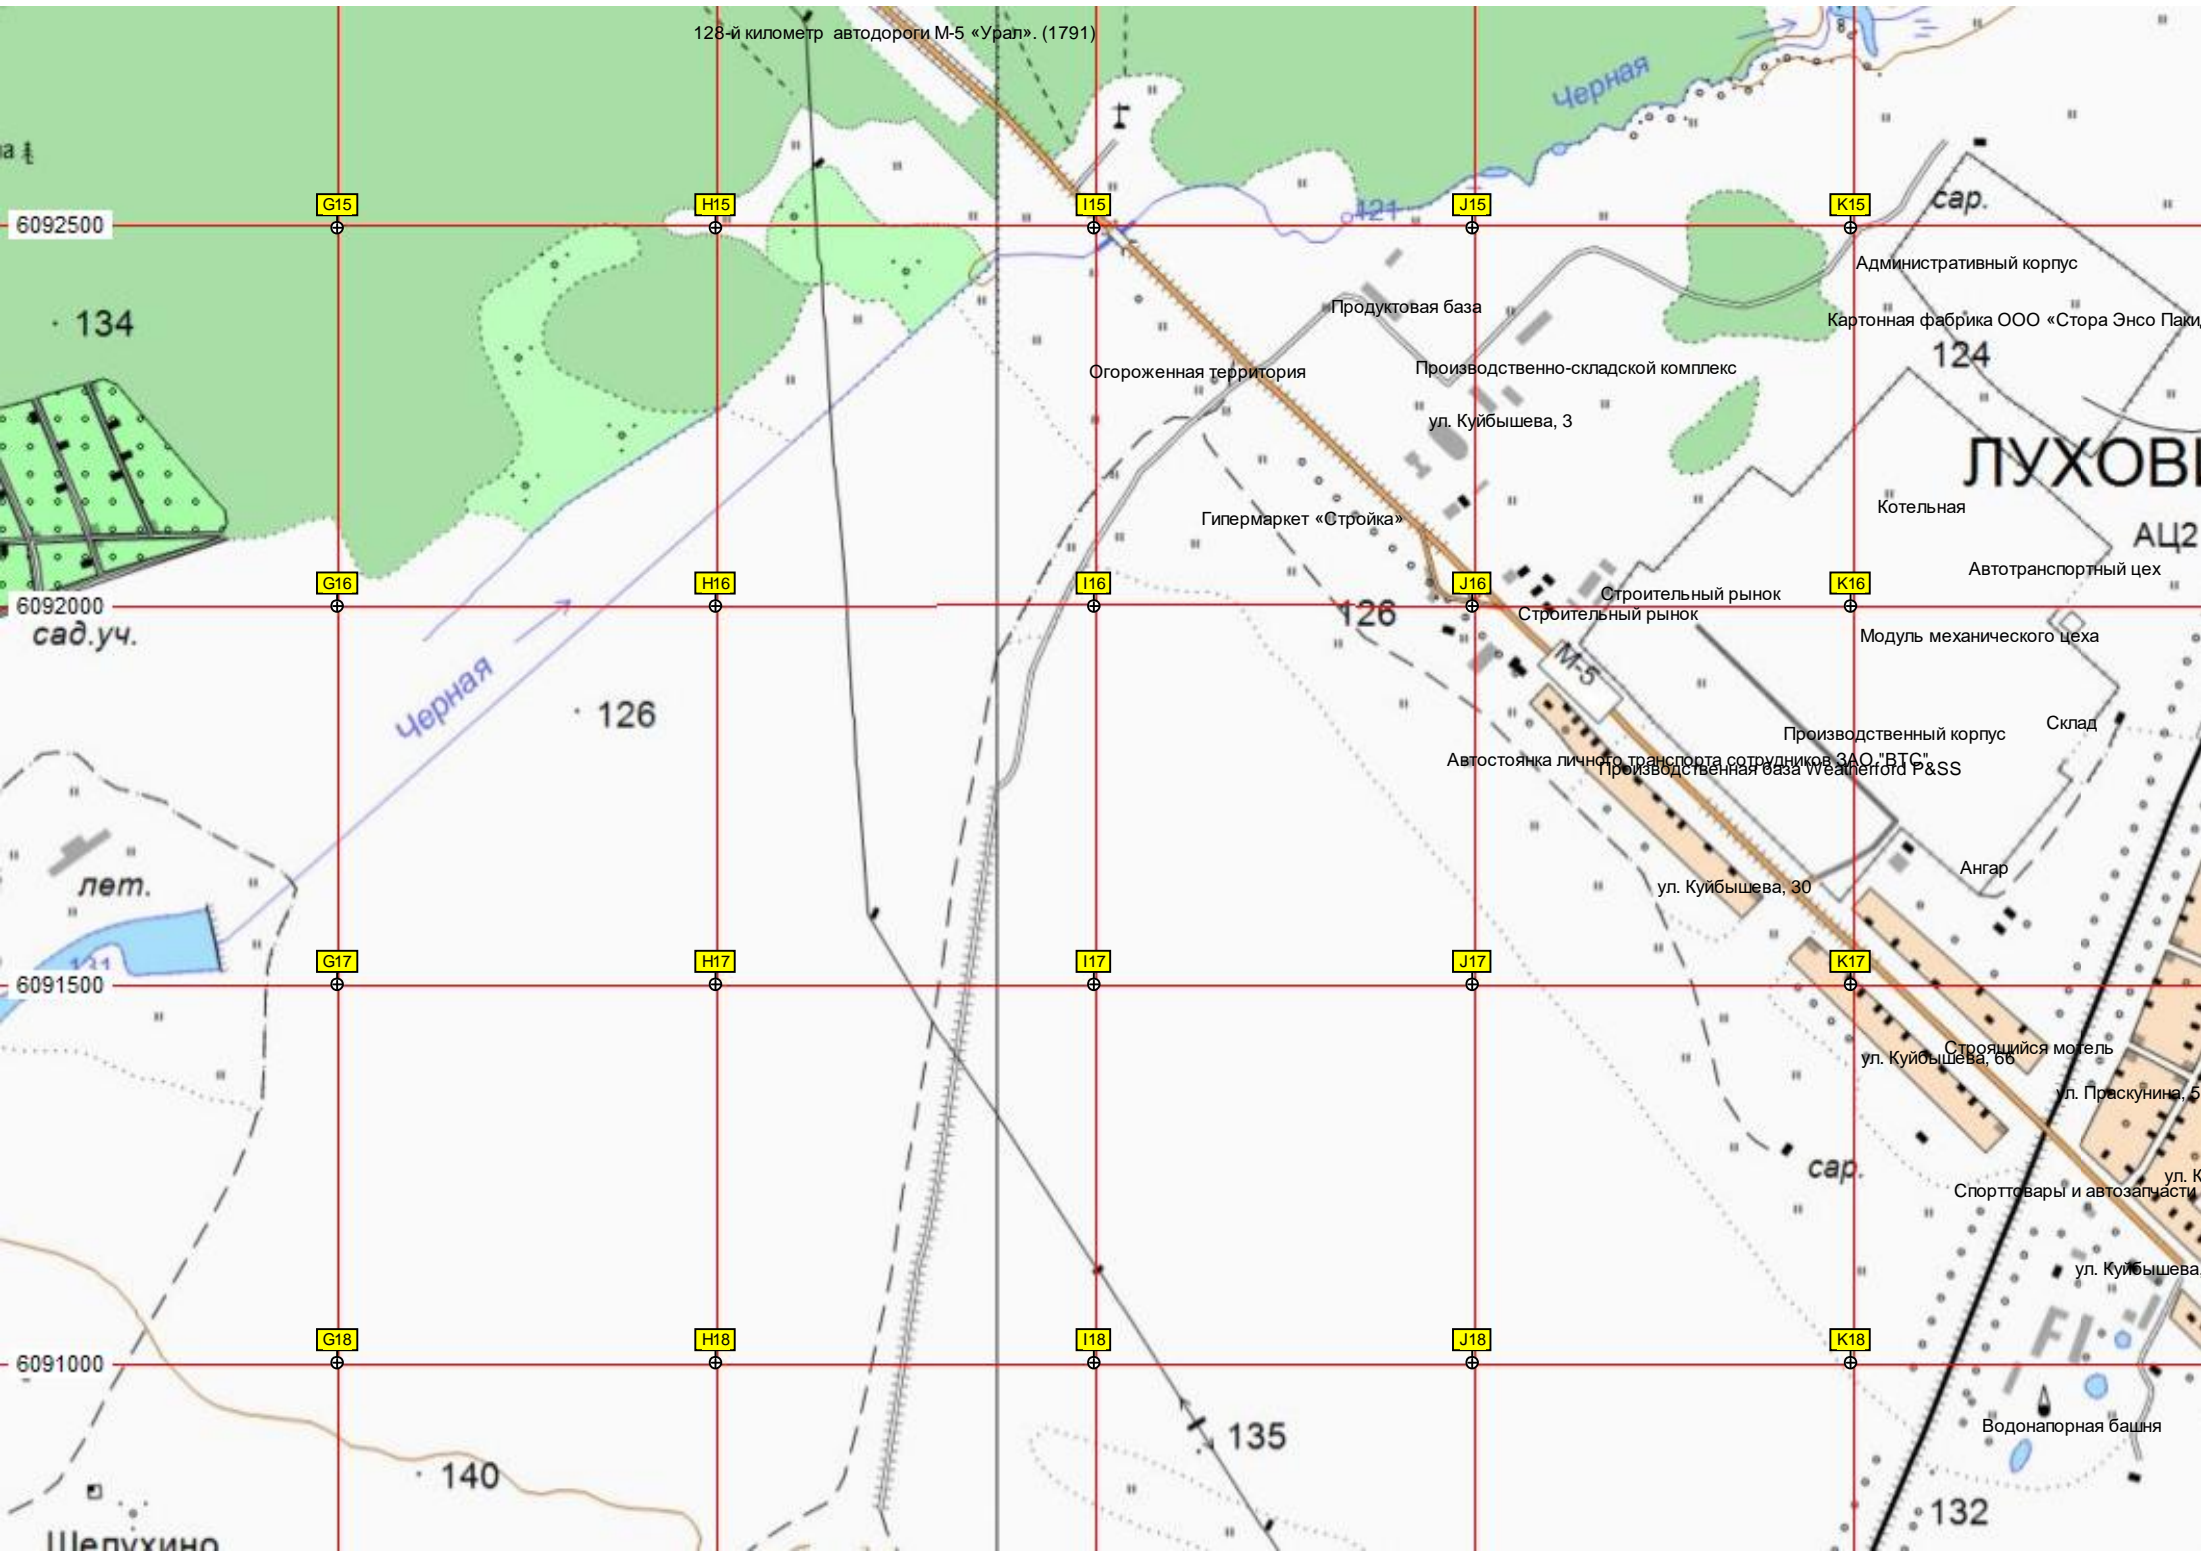 128-й километр автодороги М-5 «Урал». (1791)
Черная
G15
H15
I15
J15
K15
сар.
121
6092500
Административный корпус
Продуктовая база
134
Картонная фабрика ООО «Стора Энсо
124
Огороженная территория
Производственно-складской комплекс
ул. Куйбышева, 3
Котельная
Гипермаркет «Стройка»
АЦ2
Автотранспортный цех
G16
H16
I16
J16
K16
6092000
Строительный рынок
126
Строительный рынок
сад.уч.
Модуль механического цеха
М-5
Черная
126
Склад
Производственный корпус
Автостоянка личного транспорта сотрудников ЗАО "ВТС"
Производственная база Weatherford P&SS
лет.
Ангар
ул. Куйбышева, 30
G17
H17
I17
J17
K17
131
6091500
Строящийся мотель
ул. Куйбышева, 66
ул. Праскунина, 5
сар.
ул. К
Спорттовары и автозапчасти
ул. Куйбышева,
G18
H18
I18
J18
K18
6091000
135
Водонапорная башня
140
132
Шелухино